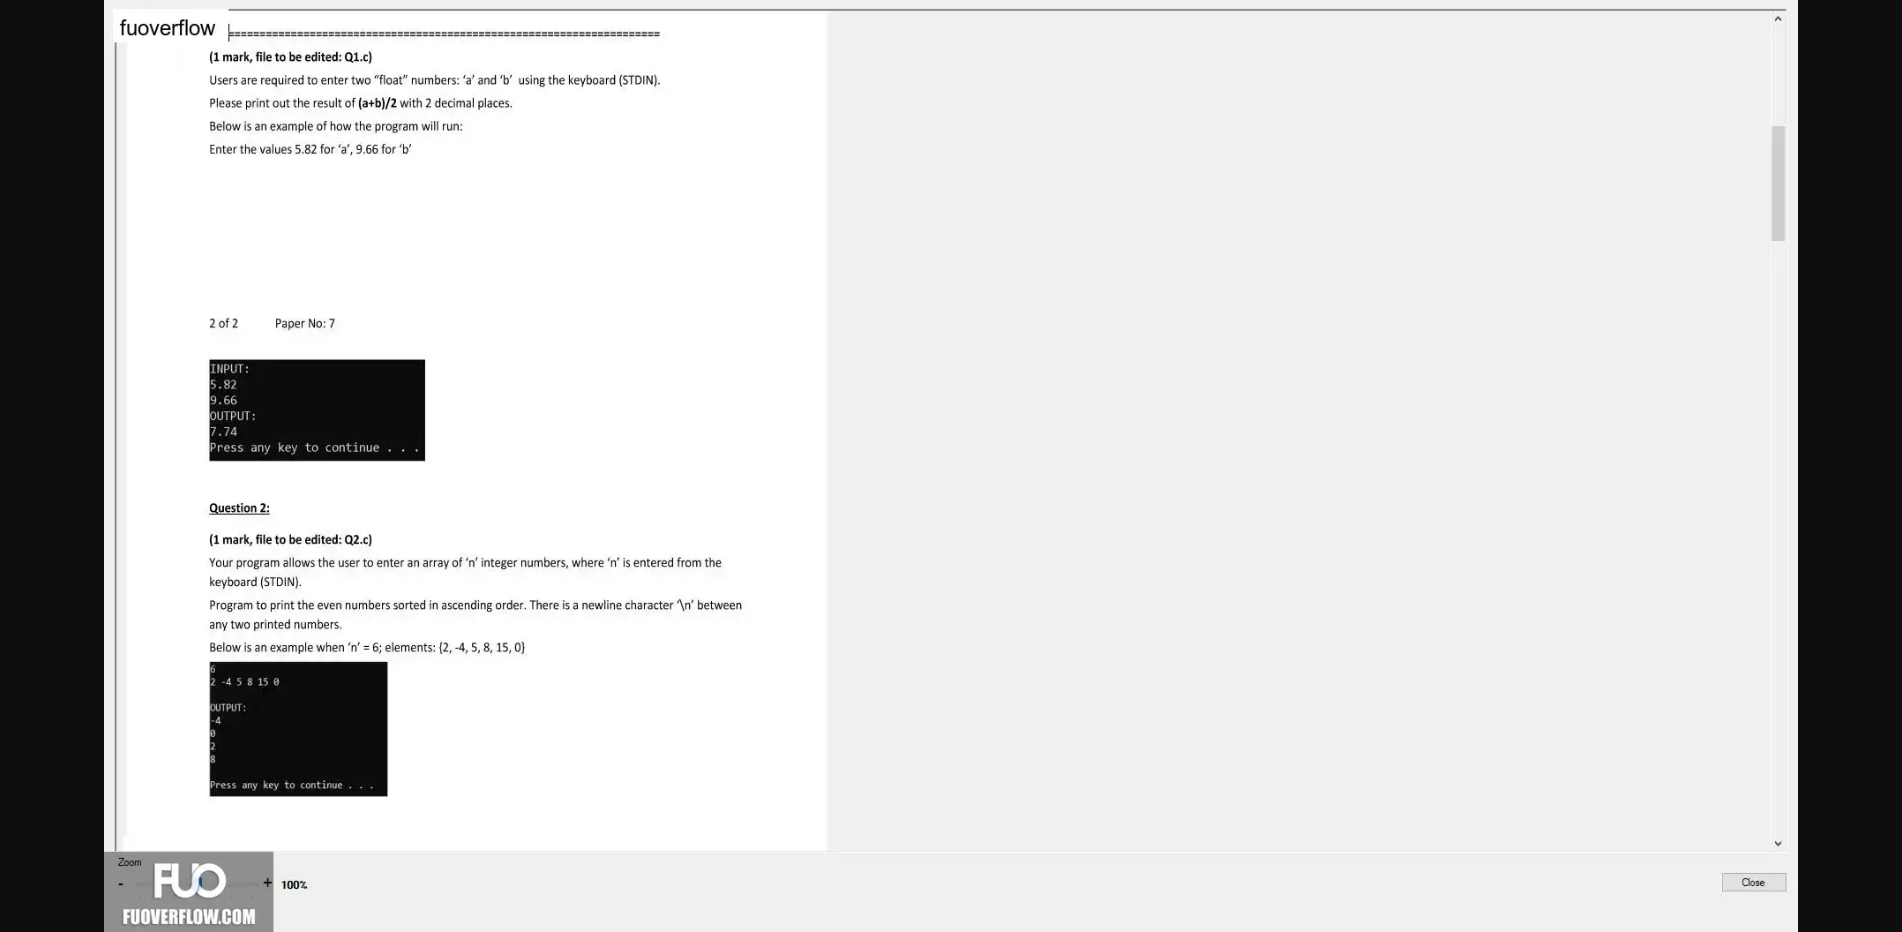 fuoverflow
======================================================================
(1 mark, file to be edited: Q1.c)
Users are required to enter two “float” numbers: ‘a’ and ‘b’ using the keyboard (STDIN).
Please print out the result of (a+b)/2 with 2 decimal places.
Below is an example of how the program will run:
Enter the values 5.82 for ‘a’, 9.66 for ‘b’
2 of 2 Paper No: 7
INPUT:
5.82
9.66
OUTPUT:
7.74
Press any key to continue . . .
Question 2:
(1 mark, file to be edited: Q2.c)
Your program allows the user to enter an array of ‘n’ integer numbers, where ‘n’ is entered from the
keyboard (STDIN).
Program to print the even numbers sorted in ascending order. There is a newline character ‘\n’ between
any two printed numbers.
Below is an example when ‘n’ = 6; elements: {2, -4, 5, 8, 15, 0}
6
2 -4 5 8 15 0
OUTPUT:
-4
0
2
8
Press any key to continue . . .
Zoom
- + 100%
Close
FUO
FUOVERFLOW.COM